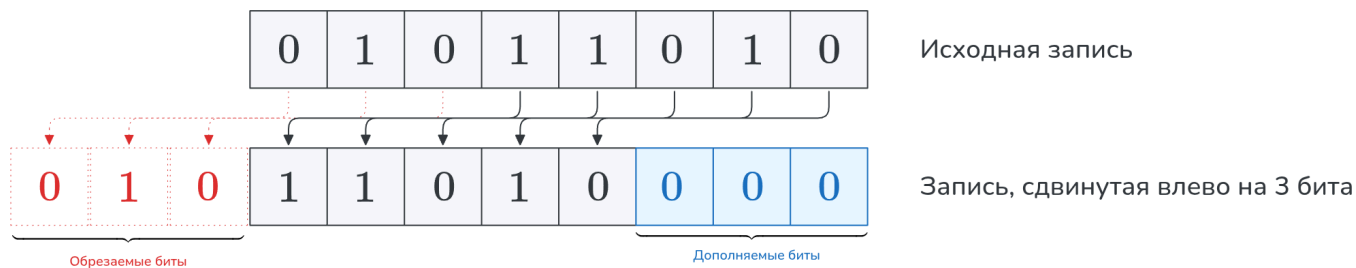 0 1 0 1 1 0 1 0 Исходная запись
0 1 0 1 1 0 1 0 0 0 0 Запись, сдвинутая влево на 3 бита
Обрезаемые биты Дополняемые биты